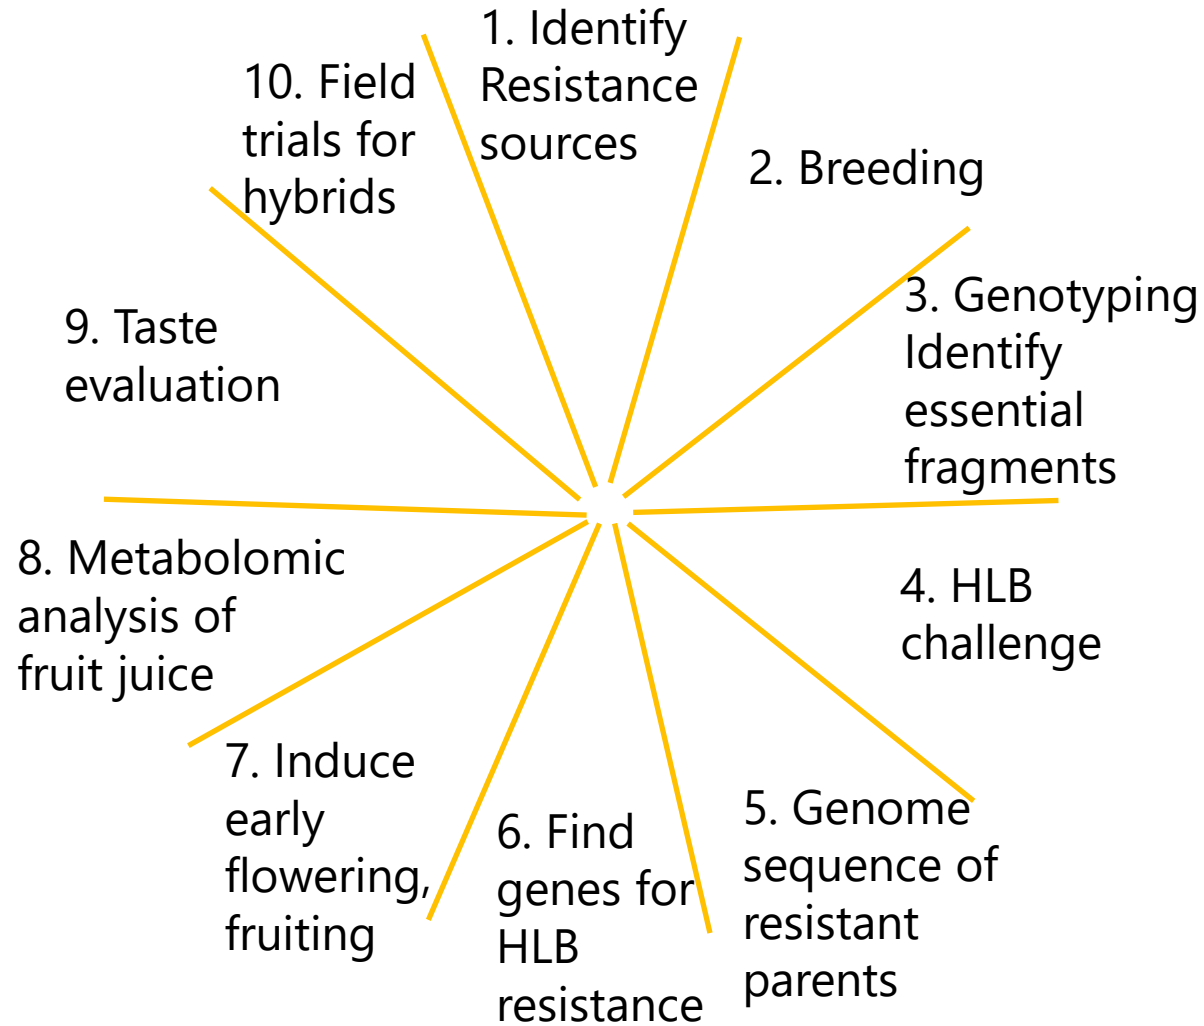 1. Identify
Resistance
sources
2. Breeding
3. Genotyping
Identify
essential
fragments
4. HLB
challenge
5. Genome
sequence of
resistant
parents
6. Find
genes for
HLB
resistance
7. Induce
early
flowering,
fruiting
8. Metabolomic
analysis of
fruit juice
9. Taste
evaluation
10. Field
trials for
hybrids